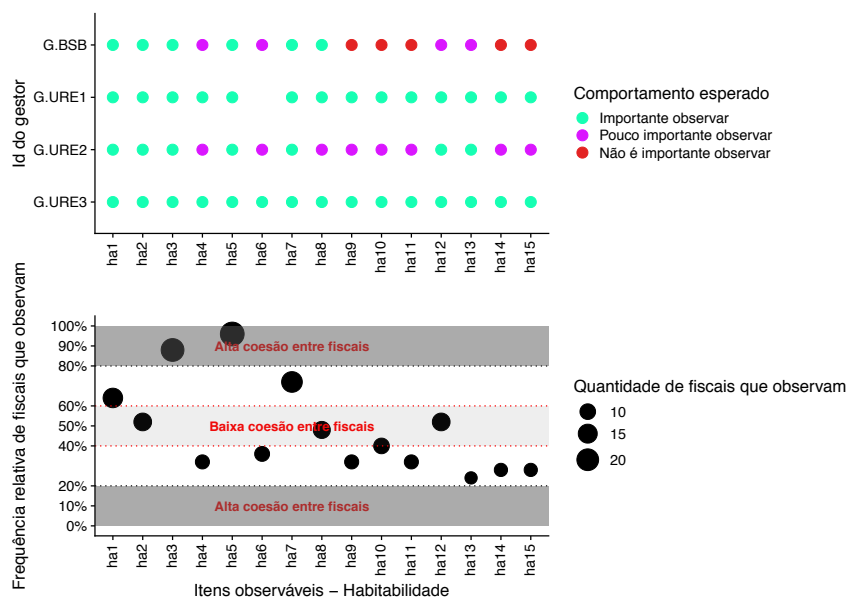 G.BSB
G.URE1
G.URE2
G.URE3
Id do gestor
ha1 ha2 ha3 ha4 ha5 ha6 ha7 ha8 ha9 ha10 ha11 ha12 ha13 ha14 ha15
Comportamento esperado
Importante observar
Pouco importante observar
Não é importante observar
Frequência relativa de fiscais que observam
100%
90%
80%
60%
50%
40%
20%
10%
0%
Alta coesão entre fiscais
Baixa coesão entre fiscais
Alta coesão entre fiscais
ha1 ha2 ha3 ha4 ha5 ha6 ha7 ha8 ha9 ha10 ha11 ha12 ha13 ha14 ha15
Itens observáveis − Habitabilidade
Quantidade de fiscais que observam
10
15
20